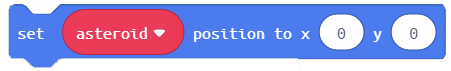 set asteroid position to x 0 y 0